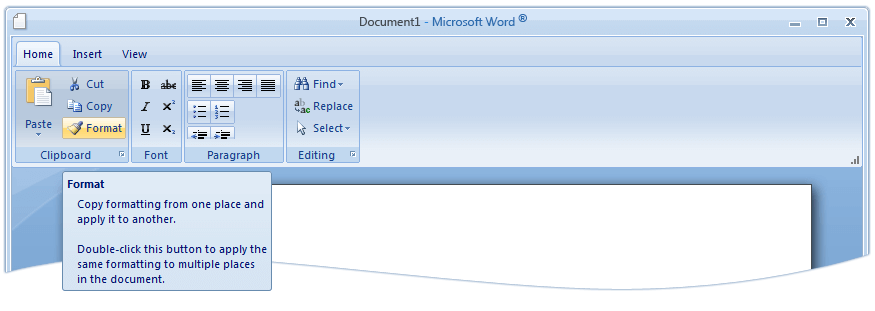 Document1 - Microsoft Word ®
Home Insert View
Cut
Copy
Paste
Format
Clipboard
B abc
I x²
U x₂
Font
Paragraph
Find
Replace
Select
Editing
Format
Copy formatting from one place and
apply it to another.
Double-click this button to apply the
same formatting to multiple places
in the document.